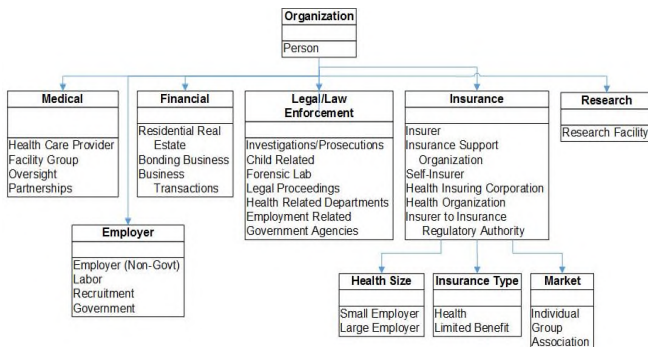 Organization
Person
Medical
Health Care Provider
Facility Group
Oversight
Partnerships
Financial
Residential Real
Estate
Bonding Business
Business
Transactions
Legal/Law
Enforcement
Investigations/Prosecutions
Child Related
Forensic Lab
Legal Proceedings
Health Related Departments
Employment Related
Government Agencies
Insurance
Insurer
Insurance Support
Organization
Self-Insurer
Health Insuring Corporation
Health Organization
Insurer to Insurance
Regulatory Authority
Research
Research Facility
Employer
Employer (Non-Govt)
Labor
Recruitment
Government
Health Size
Small Employer
Large Employer
Insurance Type
Health
Limited Benefit
Market
Individual
Group
Association